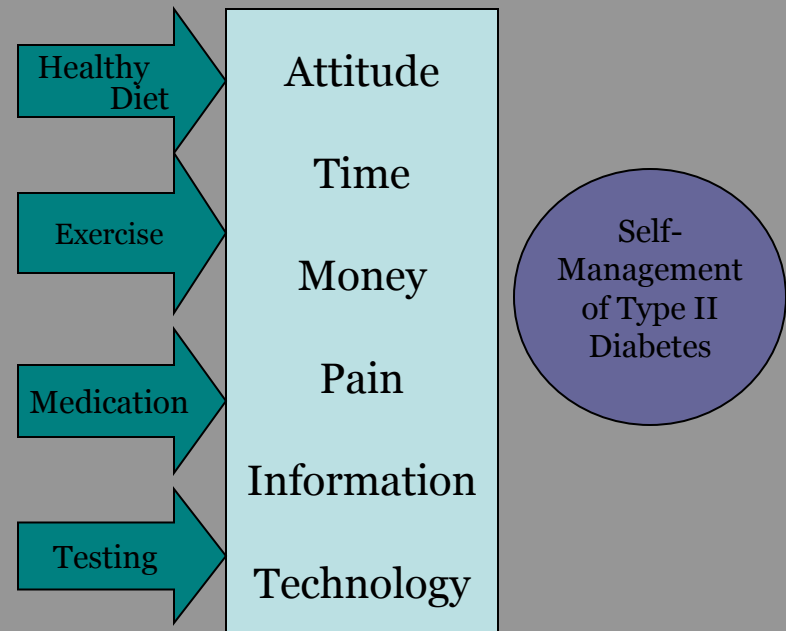 Healthy
Diet
Exercise
Medication
Testing
Attitude
Time
Money
Pain
Information
Technology
Self-
Management
of Type II
Diabetes